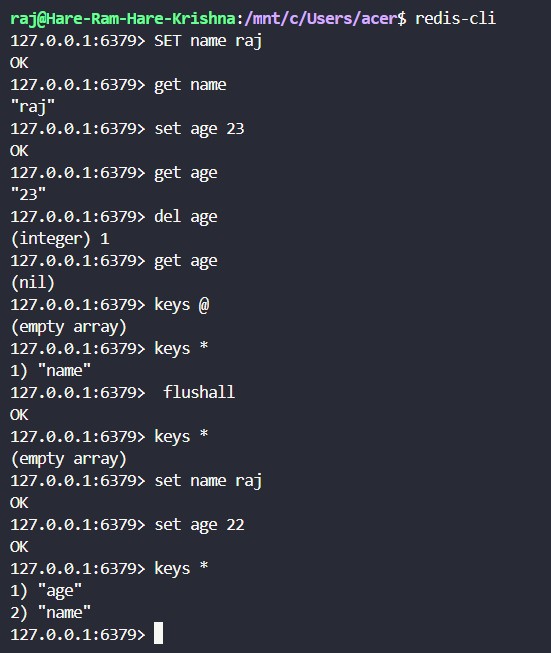 raj@Hare-Ram-Hare-Krishna:/mnt/c/Users/acer$ redis-cli
127.0.0.1:6379> SET name raj
OK
127.0.0.1:6379> get name
"raj"
127.0.0.1:6379> set age 23
OK
127.0.0.1:6379> get age
"23"
127.0.0.1:6379> del age
(integer) 1
127.0.0.1:6379> get age
(nil)
127.0.0.1:6379> keys @
(empty array)
127.0.0.1:6379> keys *
1) "name"
127.0.0.1:6379>  flushall
OK
127.0.0.1:6379> keys *
(empty array)
127.0.0.1:6379> set name raj
OK
127.0.0.1:6379> set age 22
OK
127.0.0.1:6379> keys *
1) "age"
2) "name"
127.0.0.1:6379>